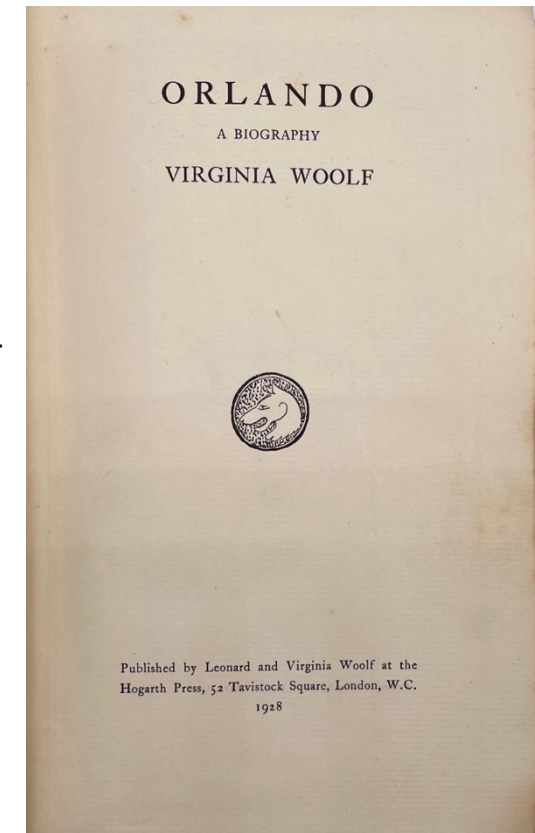 ORLANDO
A BIOGRAPHY
VIRGINIA WOOLF
Published by Leonard and Virginia Woolf at the
Hogarth Press, 52 Tavistock Square, London, W.C.
1928